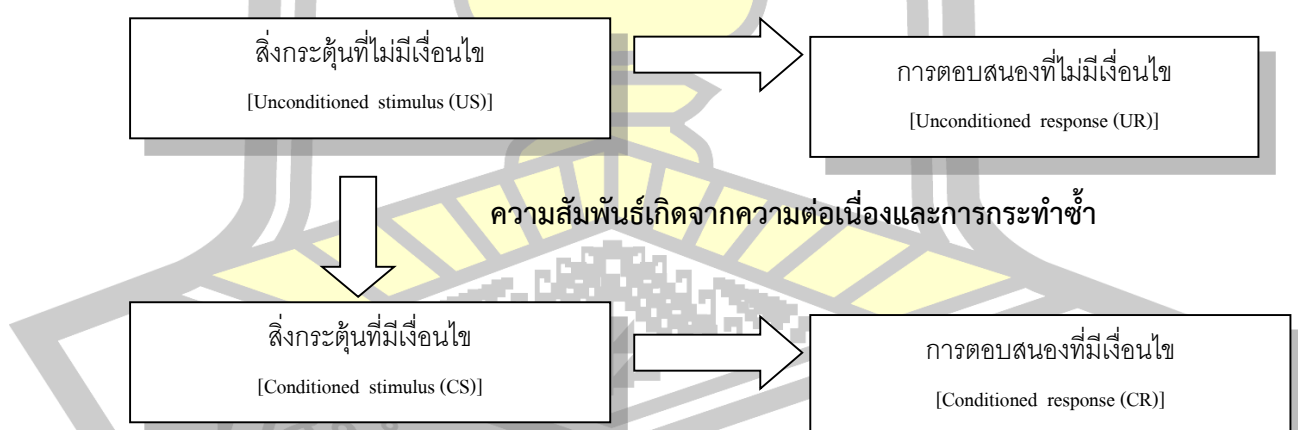 สิ่งกระตุ้นที่ไม่มีเงื่อนไข
[Unconditioned stimulus (US)]
การตอบสนองที่ไม่มีเงื่อนไข
[Unconditioned response (UR)]
ความสัมพันธ์เกิดจากความต่อเนื่องและการกระทำซ้ำ
สิ่งกระตุ้นที่มีเงื่อนไข
[Conditioned stimulus (CS)]
การตอบสนองที่มีเงื่อนไข
[Conditioned response (CR)]